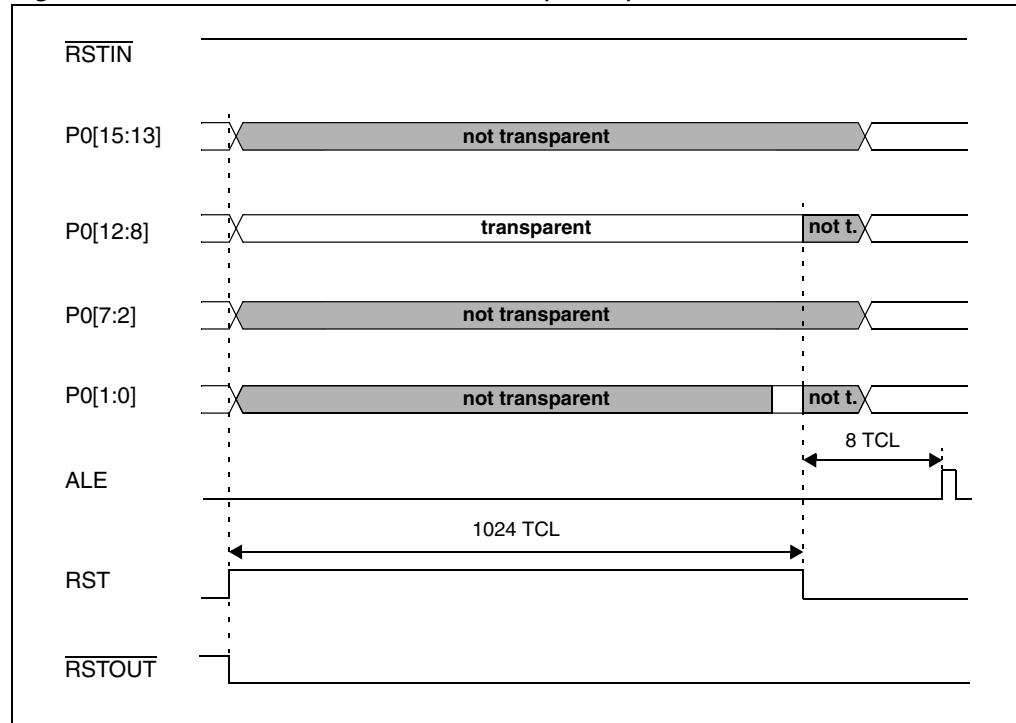 RSTIN
P0[15:13]
not transparent
P0[12:8]
transparent
not t.
P0[7:2]
not transparent
P0[1:0]
not transparent
not t.
8 TCL
ALE
1024 TCL
RST
RSTOUT